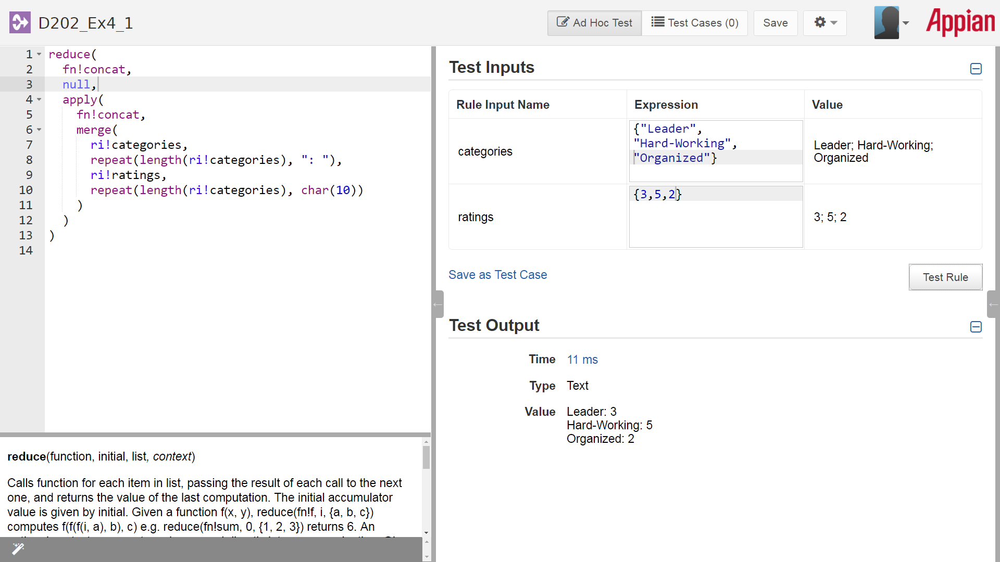 D202_Ex4_1
Ad Hoc Test
Test Cases (0)
Save
Appian
1 reduce(
2   fn!concat,
3   null,
4   apply(
5     fn!concat,
6     merge(
7       ri!categories,
8       repeat(length(ri!categories), ": "),
9       ri!ratings,
10       repeat(length(ri!categories), char(10))
11     )
12   )
13 )
14
reduce(function, initial, list, context)
Calls function for each item in list, passing the result of each call to the next
one, and returns the value of the last computation. The initial accumulator
value is given by initial. Given a function f(x, y), reduce(fn!f, i, {a, b, c})
computes f(f(f(i, a), b), c) e.g. reduce(fn!sum, 0, {1, 2, 3}) returns 6. An
Test Inputs
Rule Input Name Expression Value
categories
{"Leader",
"Hard-Working",
"Organized"}
Leader; Hard-Working;
Organized
ratings
{3,5,2}
3; 5; 2
Save as Test Case
Test Rule
Test Output
Time 11 ms
Type Text
Value Leader: 3
Hard-Working: 5
Organized: 2